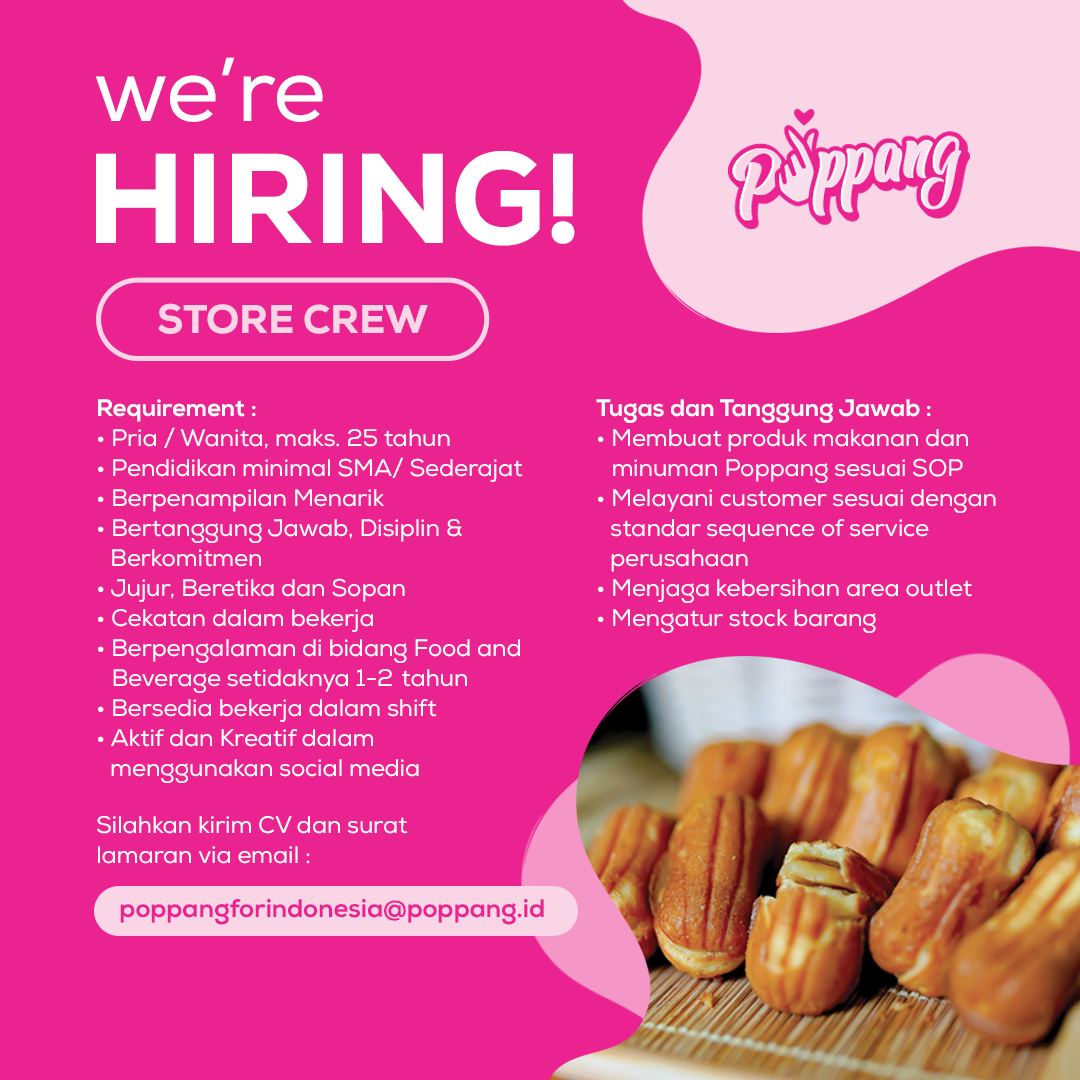 we're
HIRING!
Poppang
STORE CREW
Requirement :
• Pria / Wanita, maks. 25 tahun
• Pendidikan minimal SMA/ Sederajat
• Berpenampilan Menarik
• Bertanggung Jawab, Disiplin &
Berkomitmen
• Jujur, Beretika dan Sopan
• Cekatan dalam bekerja
• Berpengalaman di bidang Food and
Beverage setidaknya 1-2 tahun
• Bersedia bekerja dalam shift
• Aktif dan Kreatif dalam
menggunakan social media
Silahkan kirim CV dan surat
lamaran via email :
poppangforindonesia@poppang.id
Tugas dan Tanggung Jawab :
• Membuat produk makanan dan
minuman Poppang sesuai SOP
• Melayani customer sesuai dengan
standar sequence of service
perusahaan
• Menjaga kebersihan area outlet
• Mengatur stock barang